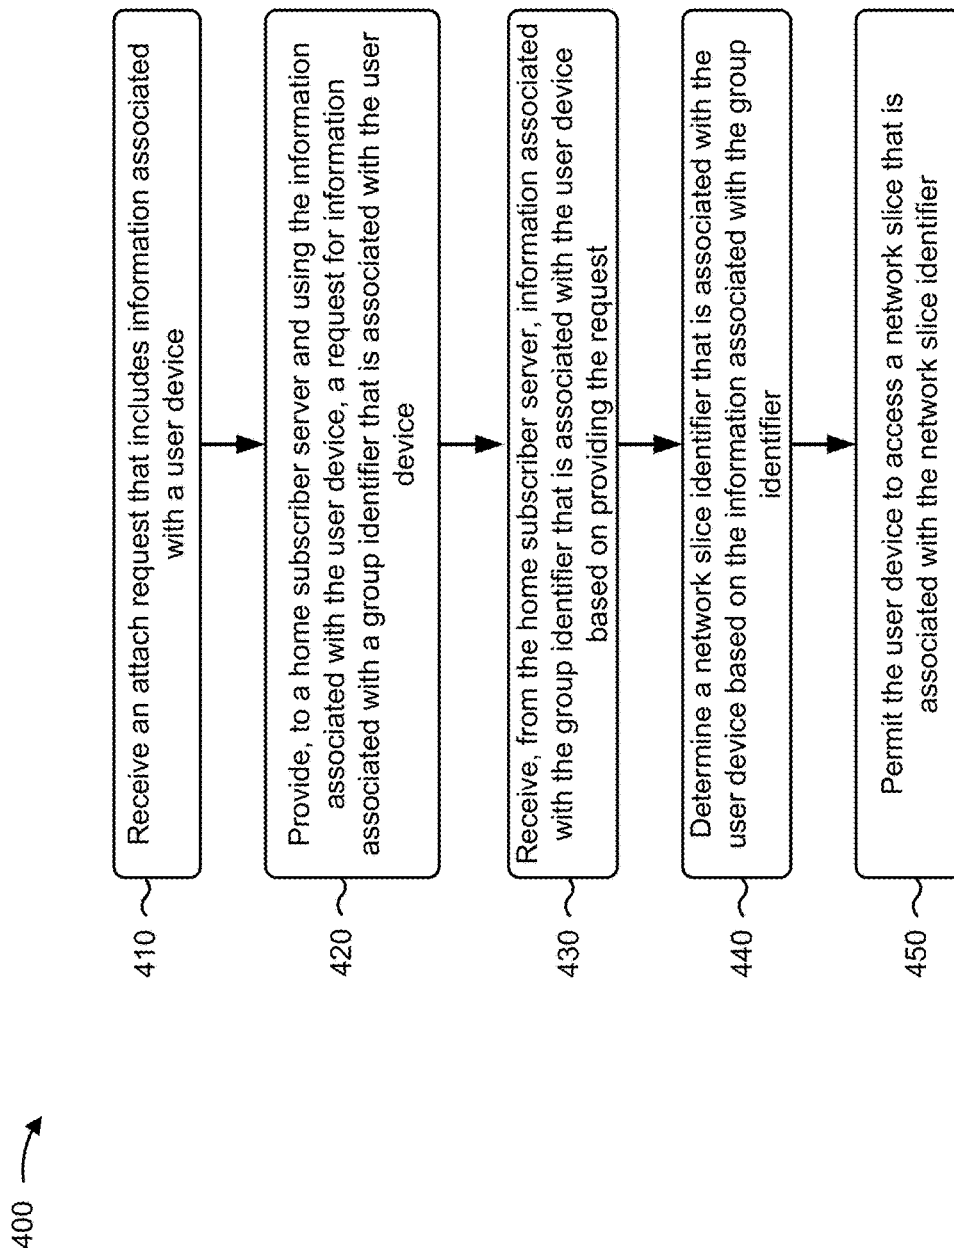 400
410
Receive an attach request that includes information associated
with a user device
420
Provide, to a home subscriber server and using the information
associated with the user device, a request for information
associated with a group identifier that is associated with the user
device
430
Receive, from the home subscriber server, information associated
with the group identifier that is associated with the user device
based on providing the request
440
Determine a network slice identifier that is associated with the
user device based on the information associated with the group
identifier
450
Permit the user device to access a network slice that is
associated with the network slice identifier